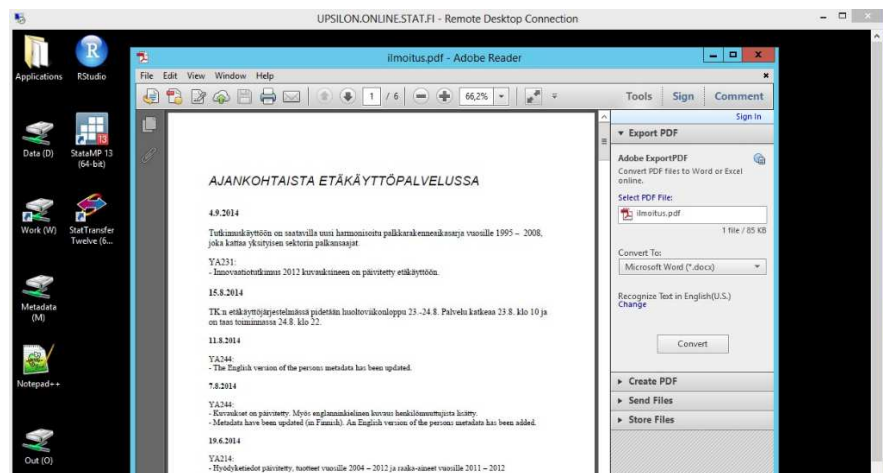 UPSILON.ONLINE.STAT.FI - Remote Desktop Connection
Applications
RStudio
Data (D)
StataMP 13
(64-bit)
Work (W)
StatTransfer
Twelve (6...
Metadata
(M)
Notepad++
Out (O)
ilmoitus.pdf - Adobe Reader
File Edit View Window Help
1 / 6
66,2%
Tools Sign Comment
AJANKOHTAISTA ETÄKÄYTTÖPALVELUSSA
4.9.2014
Tutkimuskäyttöön on saatavilla uusi harmonisoitu palkkarakenneaikasarja vuosille 1995 – 2008,
joka kattaa yksityisen sektorin palkansaajat.
YA231:
- Innovaatiotutkimus 2012 kuvauksineen on päivitetty etäkäyttöön.
15.8.2014
TK:n etäkäyttöjärjestelmässä pidetään huoltoviikonloppu 23.-24.8. Palvelu katkeaa 23.8. klo 10 ja
on taas toiminnassa 24.8. klo 22.
11.8.2014
YA244:
- The English version of the persons metadata has been updated.
7.8.2014
YA244:
- Kuvaukset on päivitetty. Myös englanninkielinen kuvaus henkilömuuttujista lisätty.
- Metadata have been updated (in Finnish). An English version of the persons metadata has been added.
19.6.2014
YA214:
- Hyödyketiedot päivitetty, tuotteet vuosille 2004 – 2012 ja raaka-aineet vuosille 2011 – 2012
Sign In
Export PDF
Adobe ExportPDF
Convert PDF files to Word or Excel
online.
Select PDF File:
ilmoitus.pdf
1 file / 85 KB
Convert To:
Microsoft Word (*.docx)
Recognize Text in English(U.S.)
Change
Convert
Create PDF
Send Files
Store Files